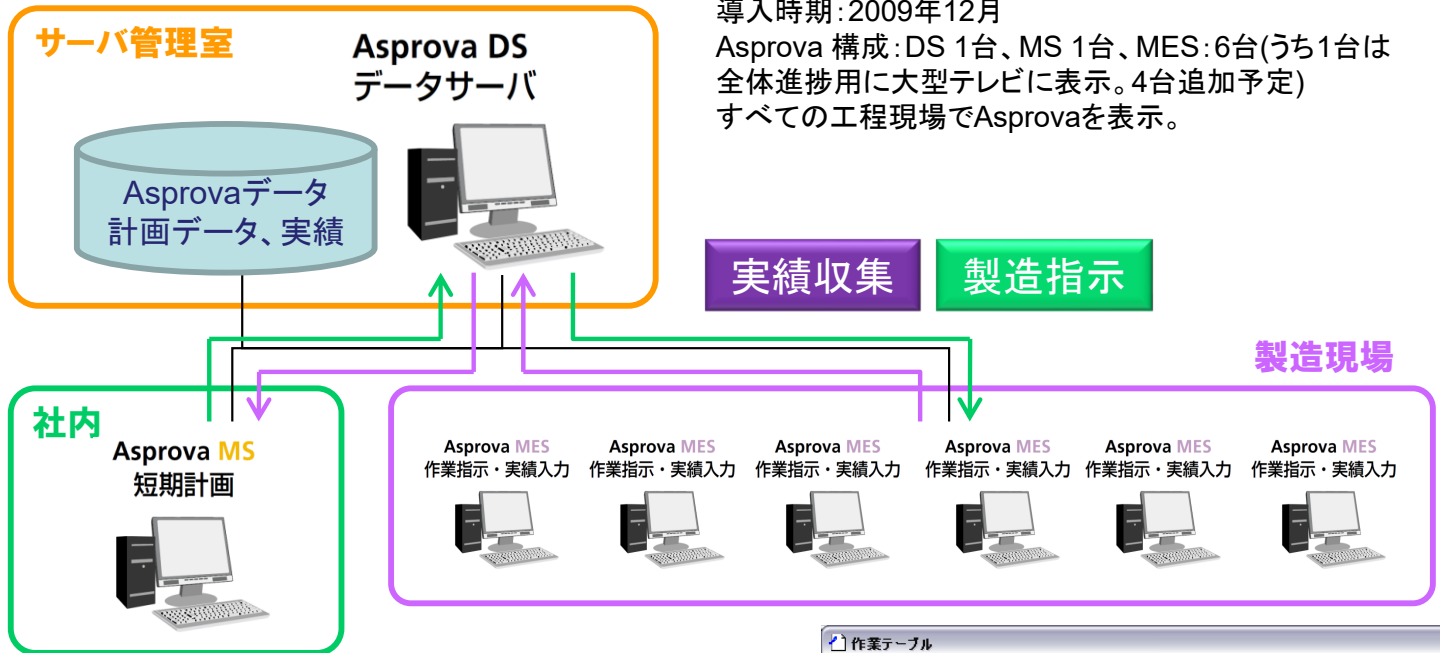 導入時期：2009年12月
Asprova 構成：DS 1台、MS 1台、MES：6台(うち1台は
全体進捗用に大型テレビに表示。4台追加予定)
すべての工程現場でAsprovaを表示。
サーバ管理室
Asprova DS
データサーバ
Asprovaデータ
計画データ、実績
実績収集
製造指示
製造現場
社内
Asprova MS
短期計画
Asprova MES
作業指示・実績入力
Asprova MES
作業指示・実績入力
Asprova MES
作業指示・実績入力
Asprova MES
作業指示・実績入力
Asprova MES
作業指示・実績入力
Asprova MES
作業指示・実績入力
作業テーブル